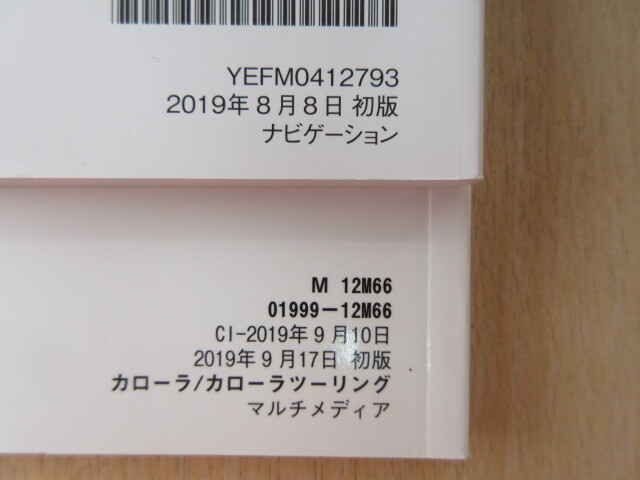 YEFM0412793
2019年8月8日 初版
ナビゲーション
M 12M66
01999-12M66
CI-2019年9月10日
2019年9月17日 初版
カローラ/カローラツーリング
マルチメディア